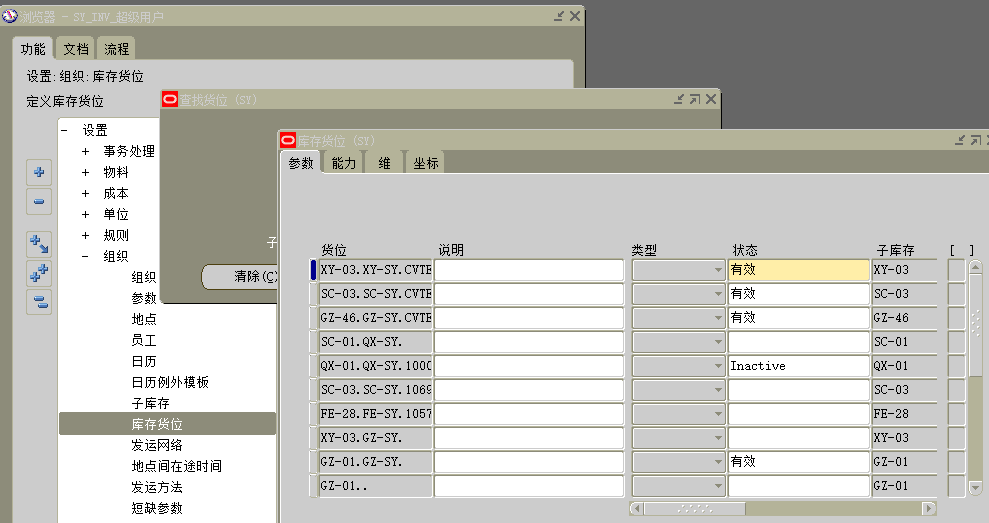 浏览器 - SY_INV_超级用户
功能 文档 流程
设置:组织:库存货位
定义库存货位
- 设置
+ 事务处理
+ 物料
+ 成本
+ 单位
+ 规则
- 组织
组织
参数
地点
员工
日历
日历例外模板
子库存
库存货位
发运网络
地点间在途时间
发运方法
短缺参数
查找货位 (SY)
子
清除(C)
库存货位 (SY)
参数 能力 维 坐标
货位 说明 类型 状态 子库存 [ ]
XY-03.XY-SY.CVTE 有效 XY-03
SC-03.SC-SY.CVTE 有效 SC-03
GZ-46.GZ-SY.CVTE 有效 GZ-46
SC-01.QX-SY. SC-01
QX-01.QX-SY.1000 Inactive QX-01
SC-03.SC-SY.1069 SC-03
FE-28.FE-SY.1057 FE-28
XY-03.GZ-SY. XY-03
GZ-01.GZ-SY. 有效 GZ-01
GZ-01.. GZ-01